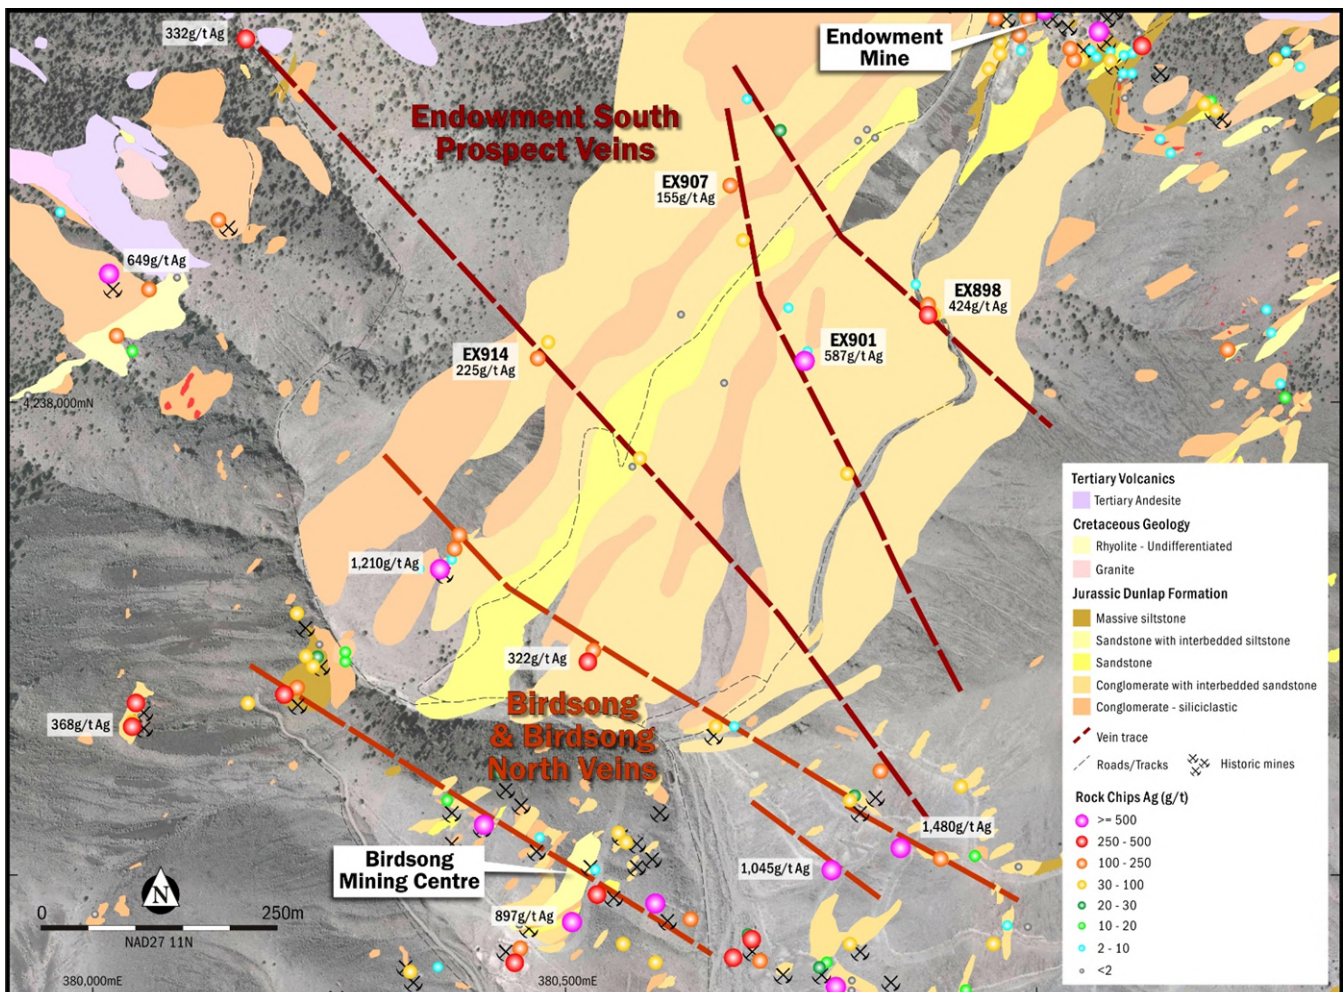 332g/t Ag
Endowment
Mine
Endowment South
Prospect Veins
EX907
155g/t Ag
649g/t Ag
EX898
424g/t Ag
EX901
587g/t Ag
EX914
225g/t Ag
4,238,000mN
1,210g/t Ag
322g/t Ag
368g/t Ag
Birdsong
& Birdsong
North Veins
1,480g/t Ag
1,045g/t Ag
Birdsong
Mining Centre
897g/t Ag
N
0
250m
NAD27 11N
380,000mE
380,500mE
Tertiary Volcanics
Tertiary Andesite
Cretaceous Geology
Rhyolite - Undifferentiated
Granite
Jurassic Dunlap Formation
Massive siltstone
Sandstone with interbedded siltstone
Sandstone
Conglomerate with interbedded sandstone
Conglomerate - siliciclastic
Vein trace
Roads/Tracks
Historic mines
Rock Chips Ag (g/t)
>= 500
250 - 500
100 - 250
30 - 100
20 - 30
10 - 20
2 - 10
<2